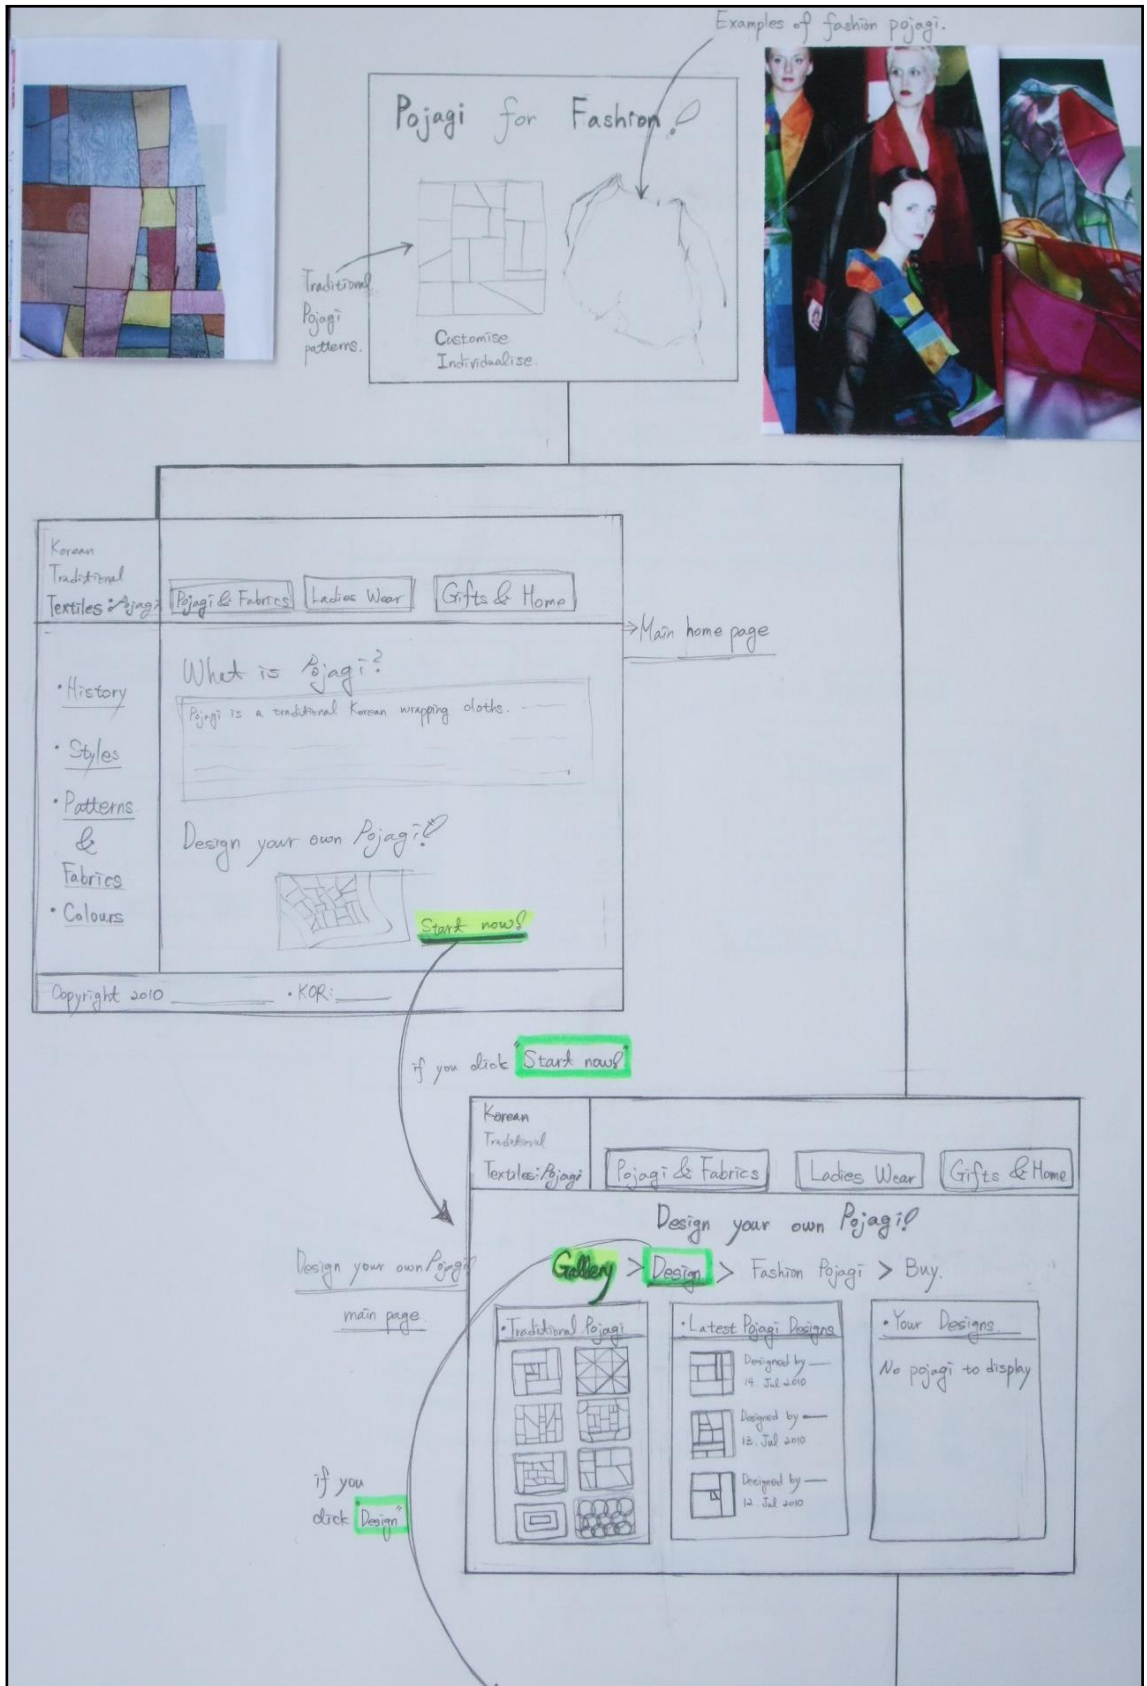 Examples of fashion pojagi.
Pojagi for Fashion!
Traditional
Pojagi
patterns.
Customise
Individualise.
Korean
Traditional
Textiles: Pojagi
Pojagi & Fabrics
Ladies Wear
Gifts & Home
→ Main home page
• History
• Styles
• Patterns
&
Fabrics
• Colours
What is Pojagi?
Pojagi is a traditional Korean wrapping cloths.
Design your own Pojagi!
Start now!
Copyright 2010 • KOR:
if you click "Start now!"
Korean
Traditional
Textiles: Pojagi
Pojagi & Fabrics
Ladies Wear
Gifts & Home
Design your own Pojagi!
main page.
Design your own Pojagi!
Gallery > Design > Fashion Pojagi > Buy.
• Traditional Pojagi
• Latest Pojagi Designs
Designed by
14. Jul 2010
Designed by
13. Jul 2010
Designed by
12. Jul 2010
• Your Designs
No pojagi to display
if you
click "Design"